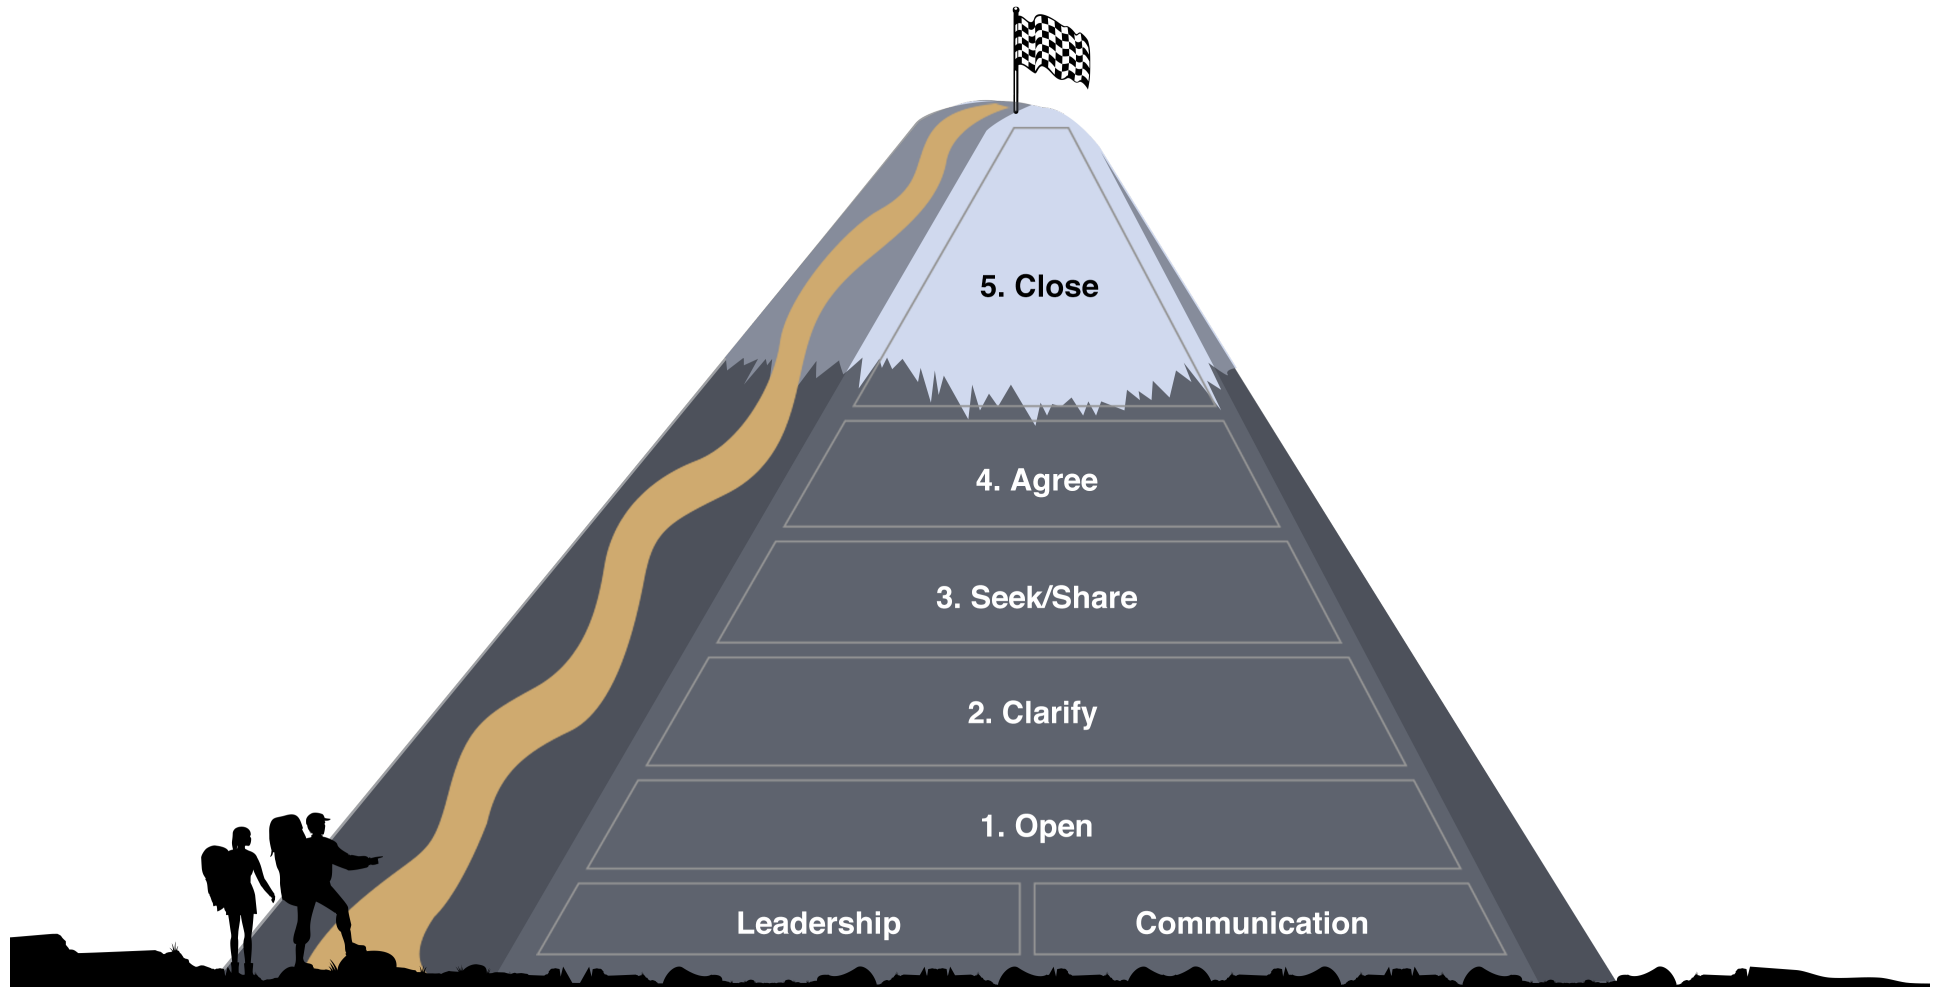 5. Close
4. Agree
3. Seek/Share
2. Clarify
1. Open
Leadership
Communication